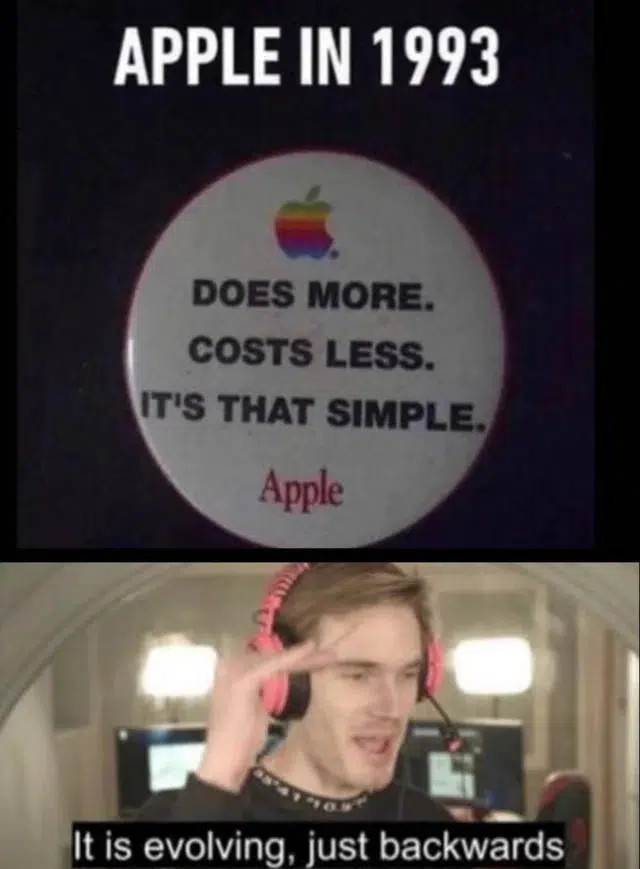 APPLE IN 1993
DOES MORE.
COSTS LESS.
IT'S THAT SIMPLE.
Apple
It is evolving, just backwards